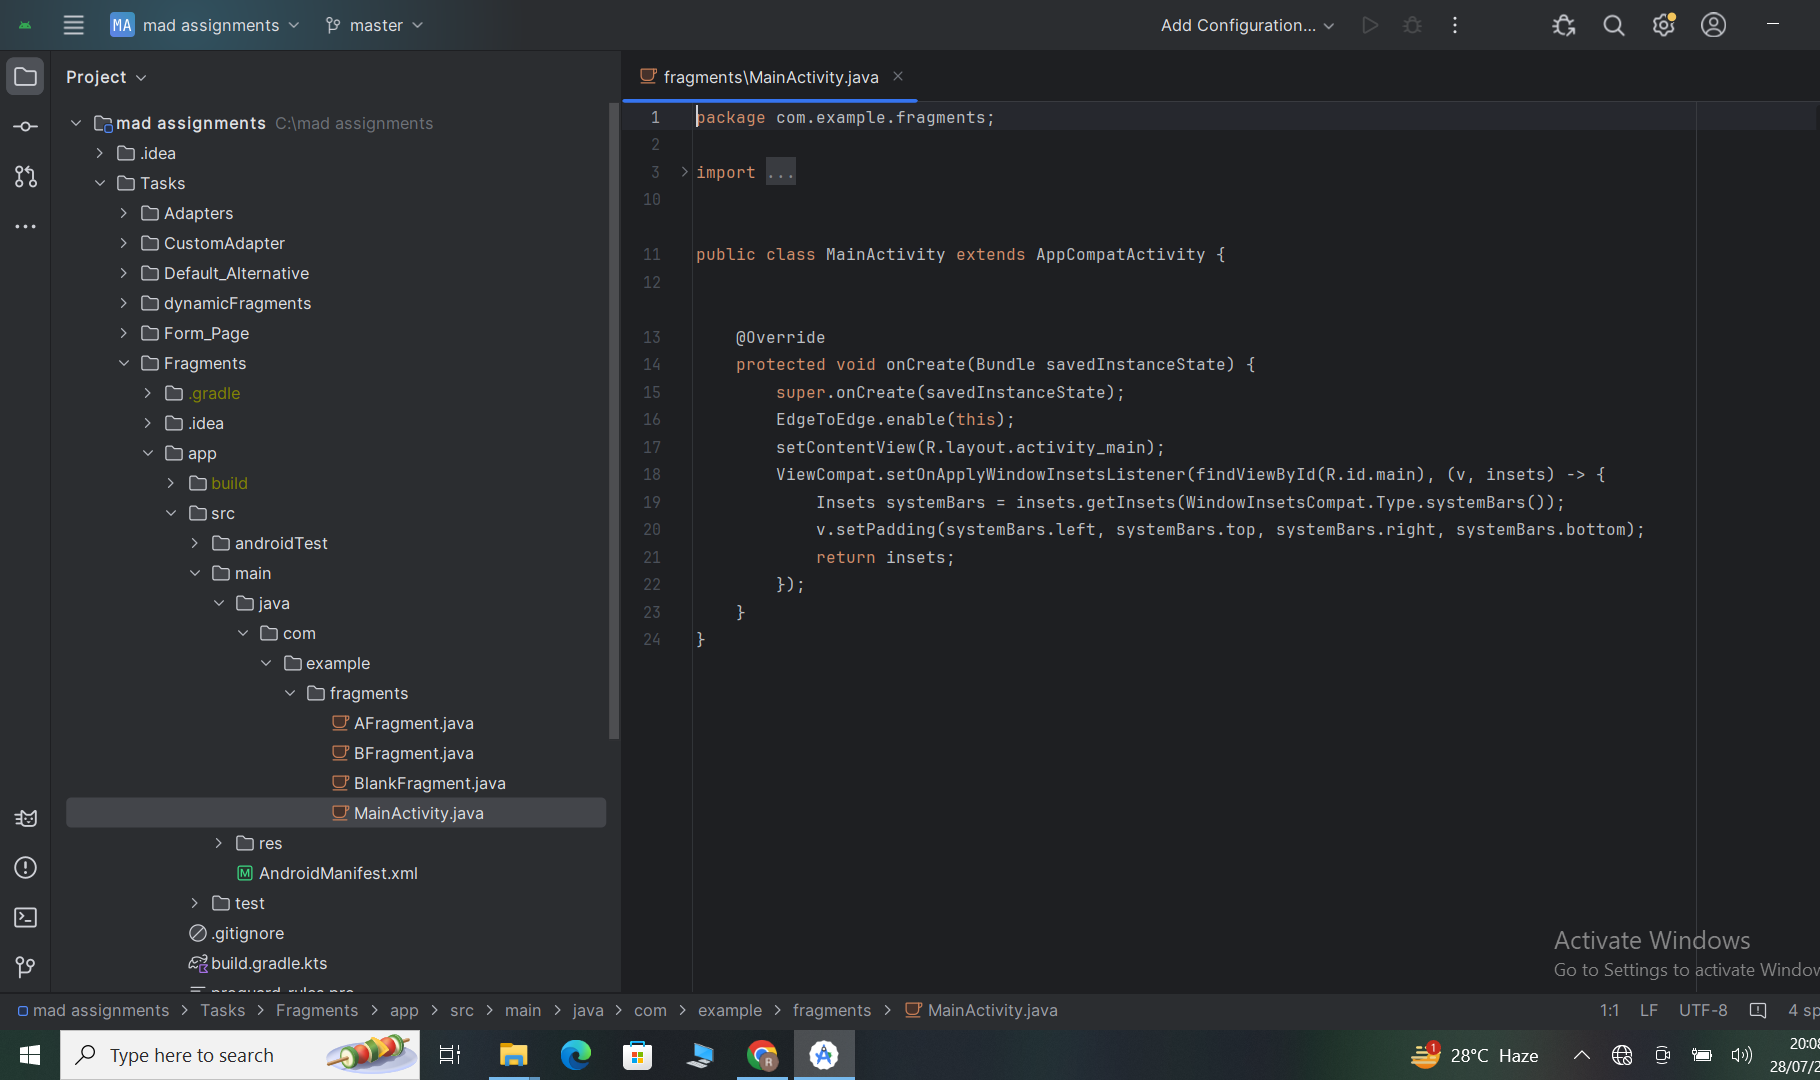 MA mad assignments master Add Configuration...
Project
fragments\MainActivity.java
mad assignments C:\mad assignments
.idea
Tasks
Adapters
CustomAdapter
Default_Alternative
dynamicFragments
Form_Page
Fragments
.gradle
.idea
app
build
src
androidTest
main
java
com
example
fragments
AFragment.java
BFragment.java
BlankFragment.java
MainActivity.java
res
M AndroidManifest.xml
test
.gitignore
build.gradle.kts
proguard-rules.pro
1 package com.example.fragments;
2
3 import ...
10
11 public class MainActivity extends AppCompatActivity {
12
13 @Override
14 protected void onCreate(Bundle savedInstanceState) {
15 super.onCreate(savedInstanceState);
16 EdgeToEdge.enable(this);
17 setContentView(R.layout.activity_main);
18 ViewCompat.setOnApplyWindowInsetsListener(findViewById(R.id.main), (v, insets) -> {
19 Insets systemBars = insets.getInsets(WindowInsetsCompat.Type.systemBars());
20 v.setPadding(systemBars.left, systemBars.top, systemBars.right, systemBars.bottom);
21 return insets;
22 });
23 }
24 }
Activate Windows
Go to Settings to activate Window
mad assignments > Tasks > Fragments > app > src > main > java > com > example > fragments > MainActivity.java 1:1 LF UTF-8 4 sp
Type here to search R 1 28°C Haze 20:08
28/07/2